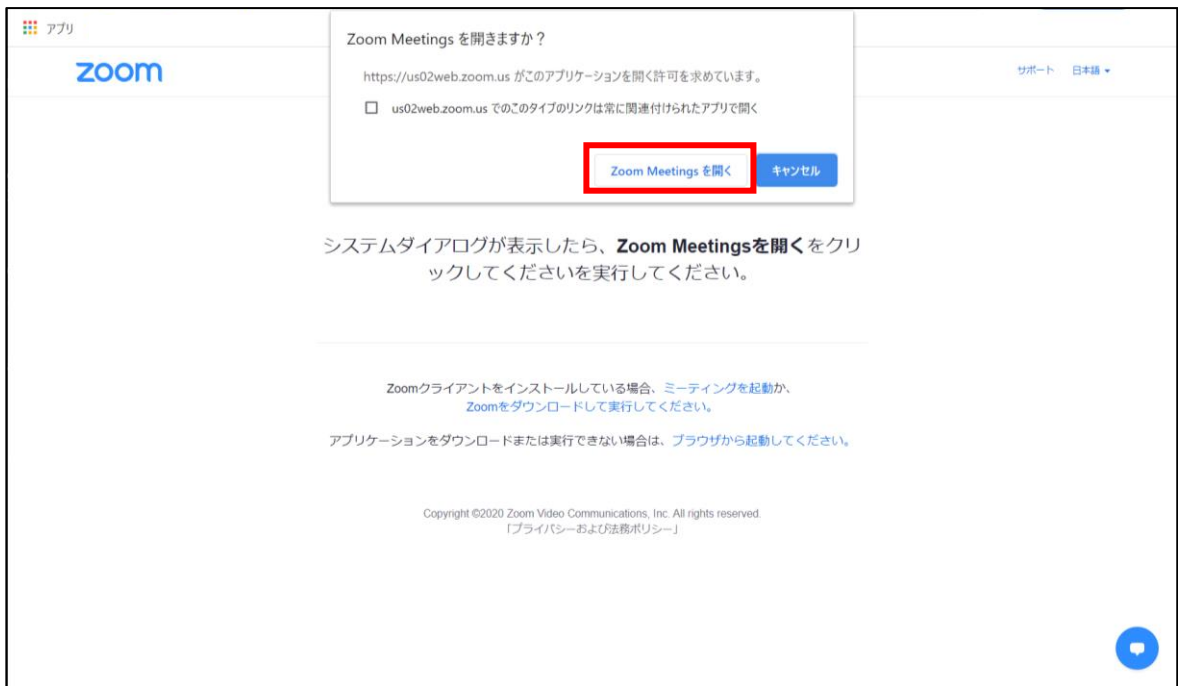 アプリ
Zoom Meetings を開きますか？
zoom
サポート 日本語
https://us02web.zoom.us がこのアプリケーションを開く許可を求めています。
us02web.zoom.us でのこのタイプのリンクは常に関連付けられたアプリで開く
Zoom Meetings を開く キャンセル
システムダイアログが表示したら、Zoom Meetingsを開くをクリ
ックしてくださいを実行してください。
Zoomクライアントをインストールしている場合、ミーティングを起動か、
Zoomをダウンロードして実行してください。
アプリケーションをダウンロードまたは実行できない場合は、ブラウザから起動してください。
Copyright ©2020 Zoom Video Communications, Inc. All rights reserved.
「プライバシーおよび法務ポリシー」